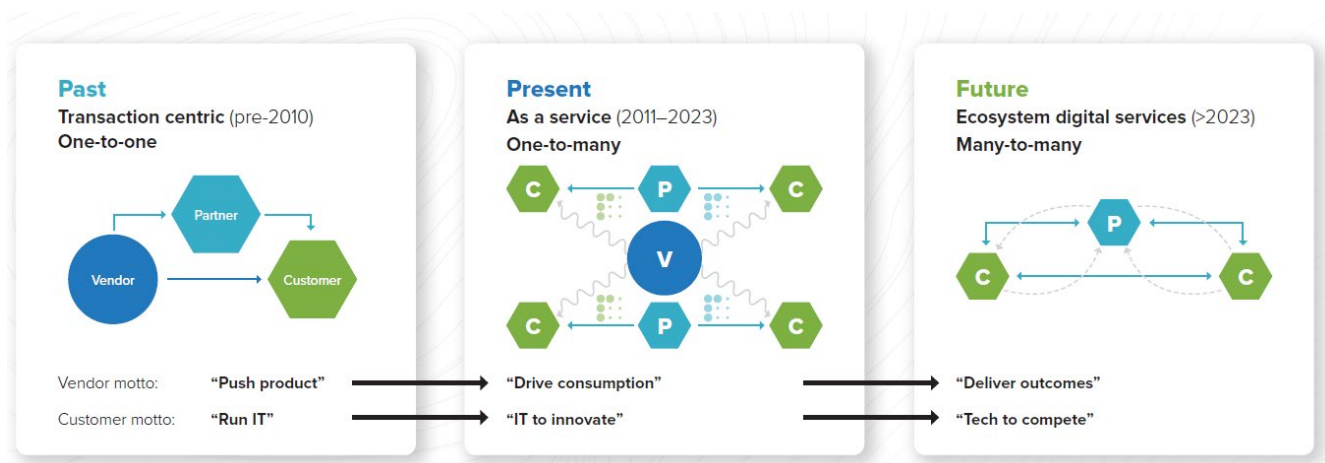 Past
Transaction centric (pre-2010)
One-to-one
Partner
Vendor
Customer
Present
As a service (2011–2023)
One-to-many
C
P
C
V
C
P
C
Future
Ecosystem digital services (>2023)
Many-to-many
P
C
C
Vendor motto: “Push product” “Drive consumption” “Deliver outcomes”
Customer motto: “Run IT” “IT to innovate” “Tech to compete”